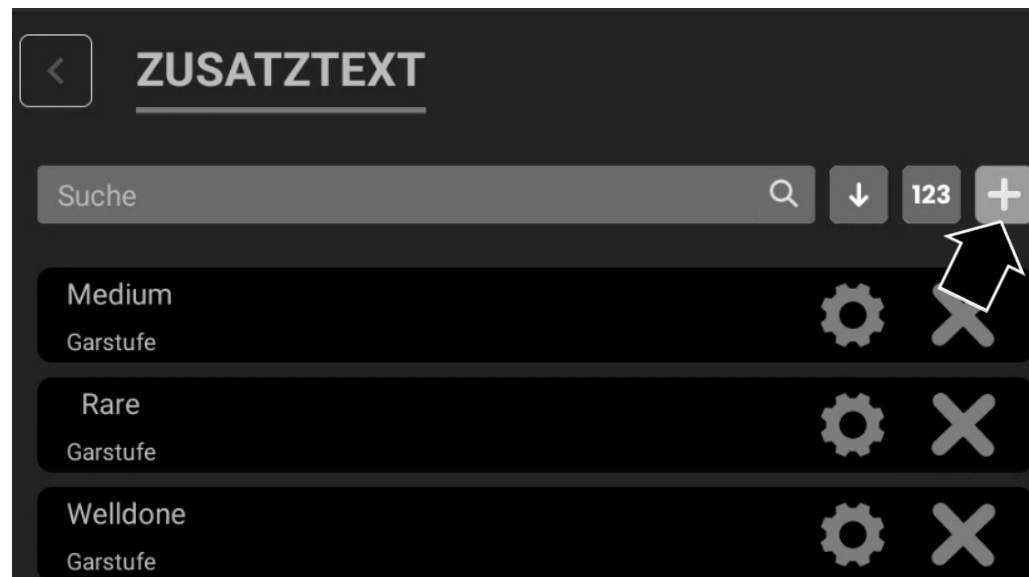 ZUSATZTEXT
Suche
123
Medium
Garstufe
Rare
Garstufe
Welldone
Garstufe